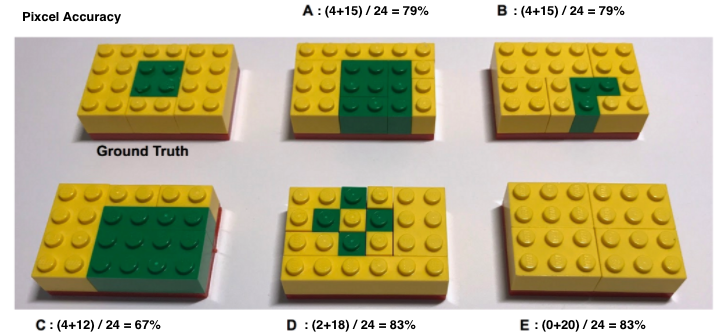 Pixcel Accuracy
A : (4+15) / 24 = 79%
B : (4+15) / 24 = 79%
Ground Truth
C : (4+12) / 24 = 67%
D : (2+18) / 24 = 83%
E : (0+20) / 24 = 83%